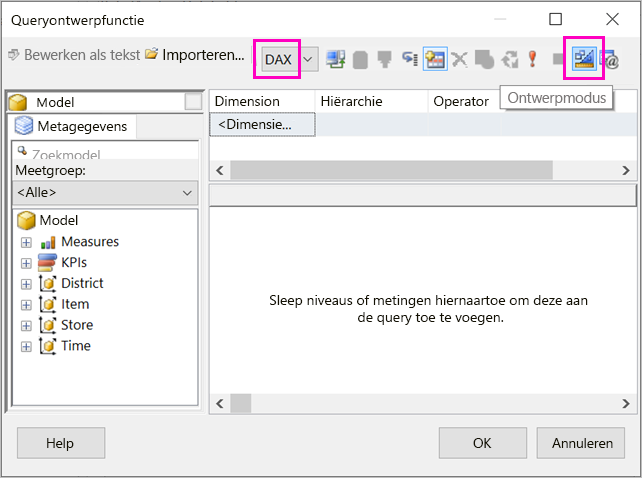 Queryontwerpfunctie
Bewerken als tekst Importeren... DAX
Ontwerpmodus
Model
Metagegevens
Zoekmodel
Meetgroep:
<Alle>
Model
Measures
KPIs
District
Item
Store
Time
Dimension Hiërarchie Operator
<Dimensie...
Sleep niveaus of metingen hiernaartoe om deze aan
de query toe te voegen.
Help OK Annuleren